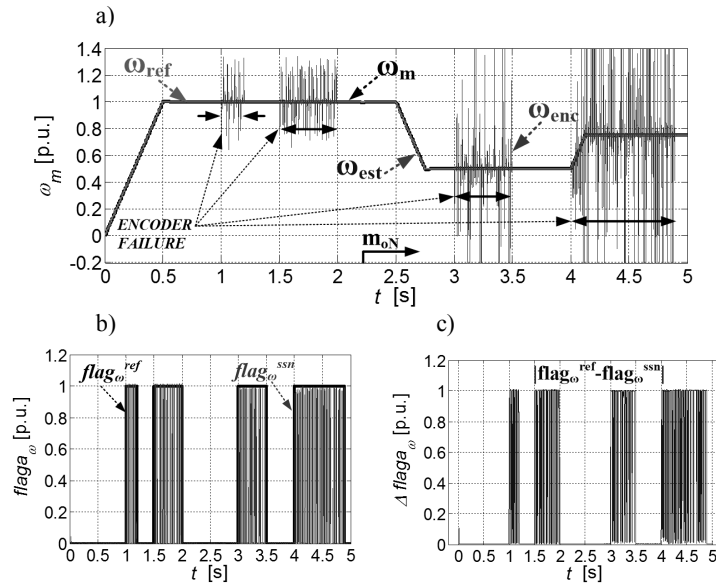 a)
1.4
1.2
1
0.8
0.6
0.4
0.2
0
-0.2
ω_m [p.u.]
ω_ref
ω_m
ω_enc
ω_est
ENCODER
FAILURE
m_oN
0 0.5 1 1.5 2 2.5 3 3.5 4 4.5 5
t [s]
b)
1.2
1
0.8
0.6
0.4
0.2
0
flaga_ω [p.u.]
flag_ω^ref
flag_ω^ssn
0 0.5 1 1.5 2 2.5 3 3.5 4 4.5 5
t [s]
c)
1.2
1
0.8
0.6
0.4
0.2
0
Δ flaga_ω [p.u.]
|flag_ω^ref-flag_ω^ssn|
0 0.5 1 1.5 2 2.5 3 3.5 4 4.5 5
t [s]